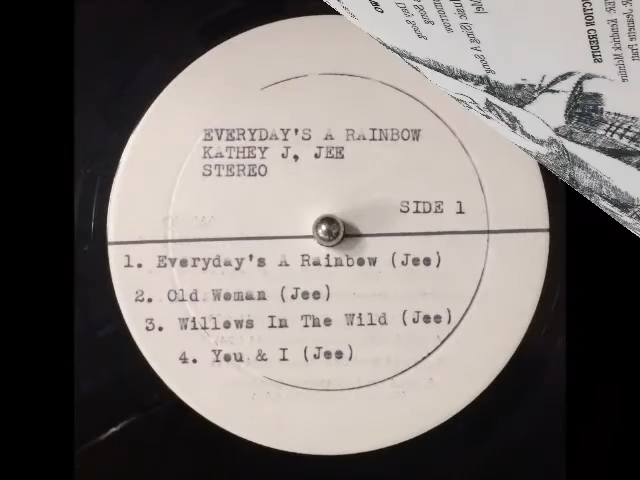 EVERYDAY'S A RAINBOW
KATHEY J, JEE
STEREO
SIDE 1
1. Everyday's A Rainbow (Jee)
2. Old Woman (Jee)
3. Willows In The Wild (Jee)
4. You & I (Jee)